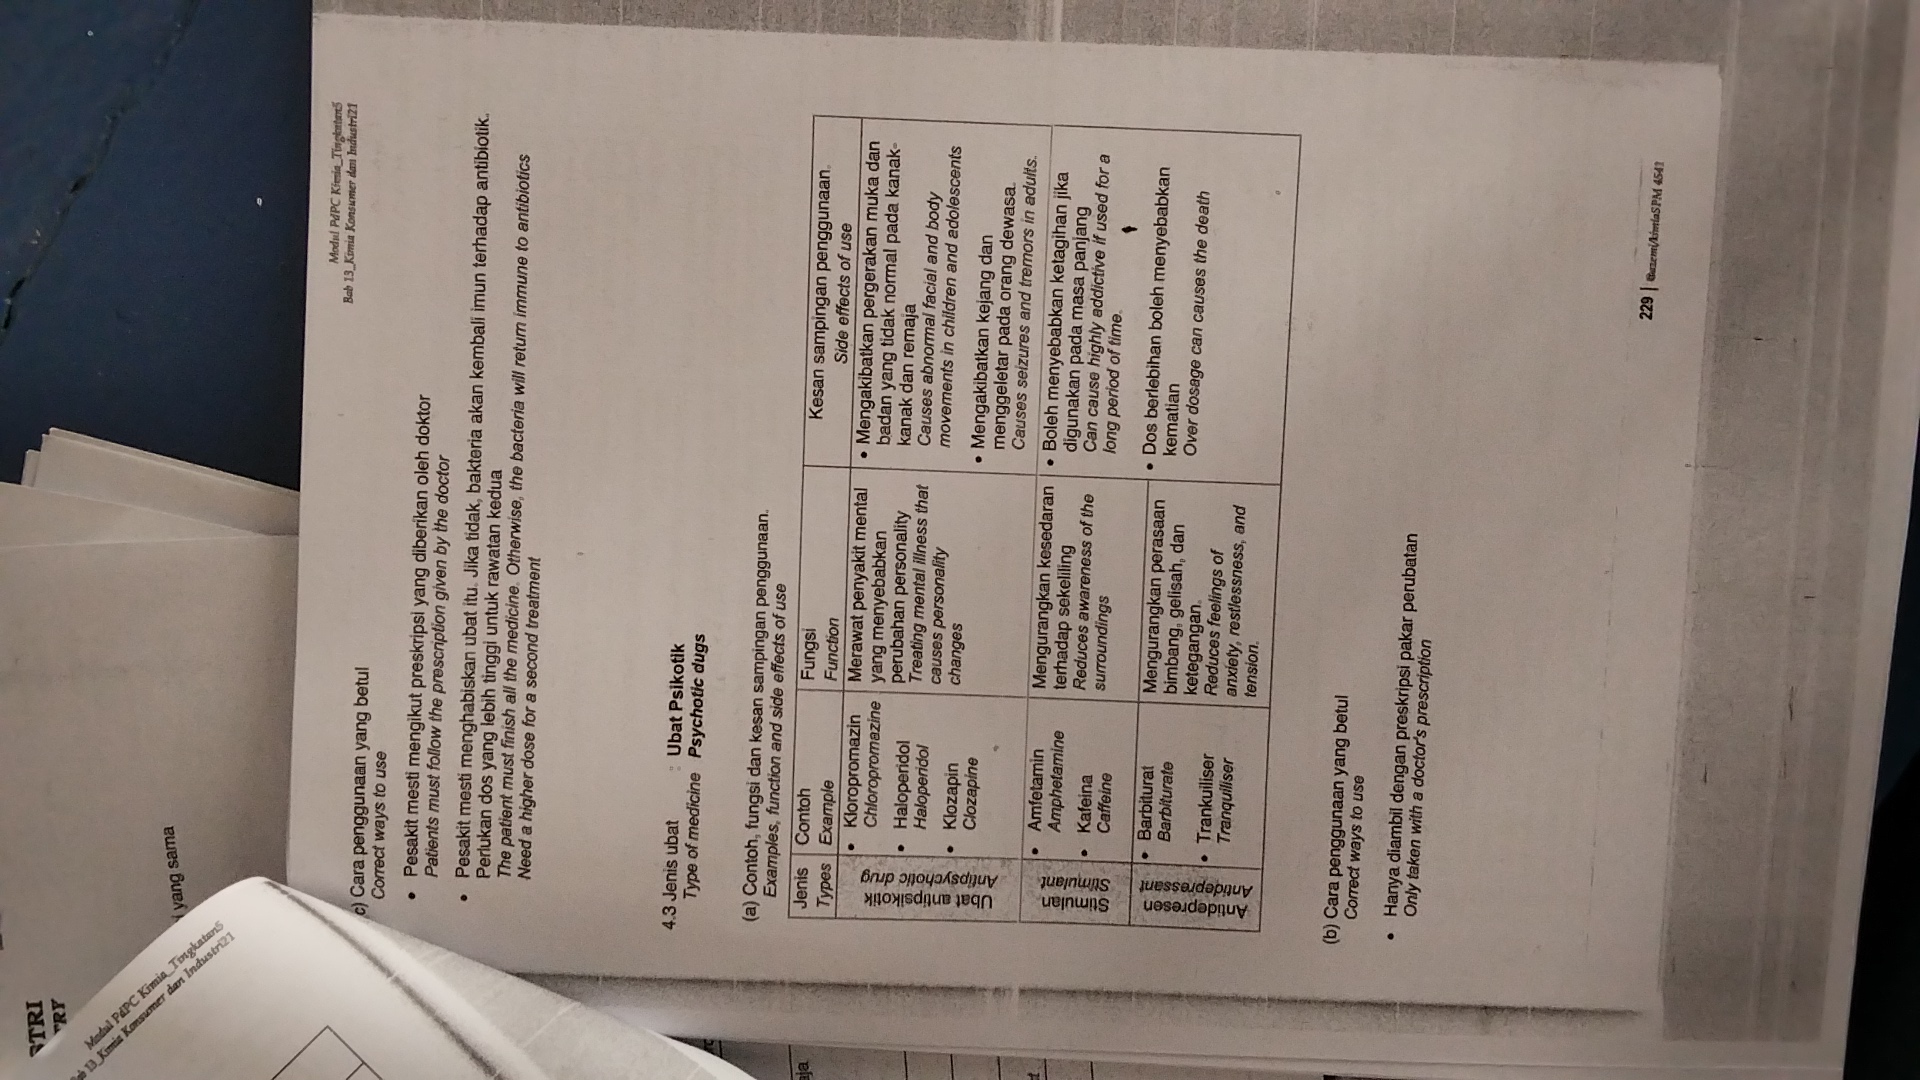 Modul PdPC Kimia_Tingkatan5
Bab 13_Kimia Konsumer dan Industri21
c) Cara penggunaan yang betul
Correct ways to use
• Pesakit mesti mengikut preskripsi yang diberikan oleh doktor
Patients must follow the prescription given by the doctor
• Pesakit mesti menghabiskan ubat itu. Jika tidak, bakteria akan kembali imun terhadap antibiotik.
Perlukan dos yang lebih tinggi untuk rawatan kedua
The patient must finish all the medicine. Otherwise, the bacteria will return immune to antibiotics
Need a higher dose for a second treatment
4.3 Jenis ubat Ubat Psikotik
Type of medicine Psychotic dugs
(a) Contoh, fungsi dan kesan sampingan penggunaan.
Examples, function and side effects of use
Jenis
Types
Contoh
Example
Fungsi
Function
Kesan sampingan penggunaan.
Side effects of use
Ubat antipsikotik
Antipsychotic drug
• Kloropromazin
Chloropromazine
• Haloperidol
Haloperidol
• Klozapin
Clozapine
Merawat penyakit mental
yang menyebabkan
perubahan personality
Treating mental illness that
causes personality
changes
• Mengakibatkan pergerakan muka dan
badan yang tidak normal pada kanak-
kanak dan remaja
Causes abnormal facial and body
movements in children and adolescents
• Mengakibatkan kejang dan
menggeletar pada orang dewasa.
Causes seizures and tremors in adults.
Stimulan
Stimulant
• Amfetamin
Amphetamine
• Kafeina
Caffeine
Mengurangkan kesedaran
terhadap sekeliling
Reduces awareness of the
surroundings
• Boleh menyebabkan ketagihan jika
digunakan pada masa panjang
Can cause highly addictive if used for a
long period of time.
Antidepresen
Antidepressant
• Barbiturat
Barbiturate
• Trankuiliser
Tranquiliser
Mengurangkan perasaan
bimbang, gelisah, dan
ketegangan.
Reduces feelings of
anxiety, restlessness, and
tension.
• Dos berlebihan boleh menyebabkan
kematian
Over dosage can causes the death
(b) Cara penggunaan yang betul
Correct ways to use
• Hanya diambil dengan preskripsi pakar perubatan
Only taken with a doctor's prescription
229 |
STRI
TRY
yang sama
Modul PdPC Kimia_Tingkatan5
Bab 13_Kimia Konsumer dan Industri21